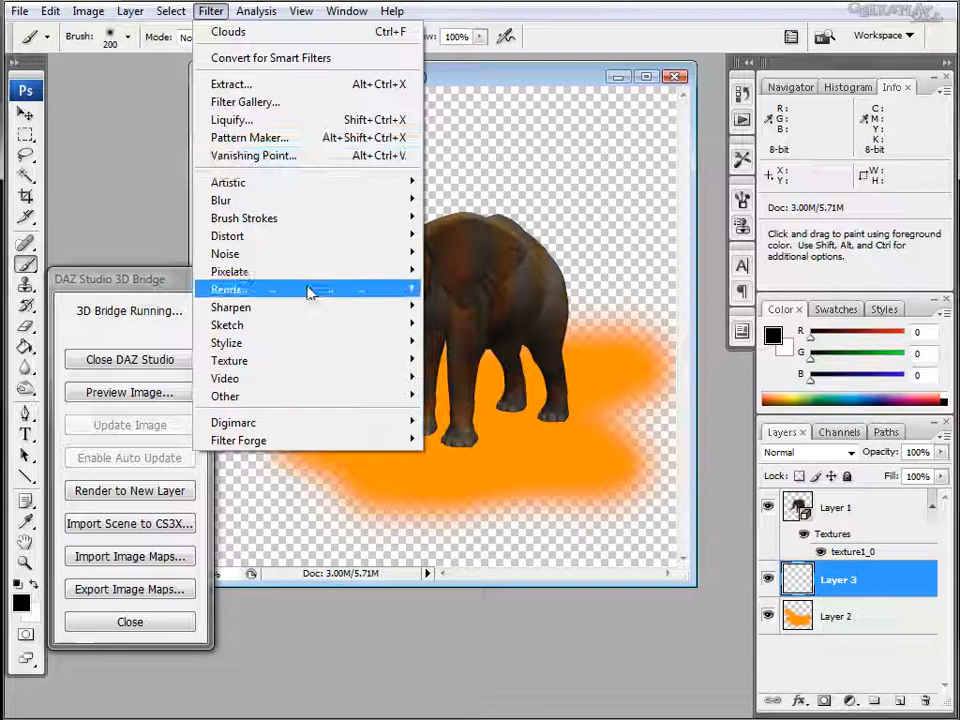 File Edit Image Layer Select Filter Analysis View Window Help
Brush: 200 Mode: No 100% Workspace
Clouds Ctrl+F
Convert for Smart Filters
Extract... Alt+Ctrl+X
Filter Gallery...
Liquify... Shift+Ctrl+X
Pattern Maker... Alt+Shift+Ctrl+X
Vanishing Point... Alt+Ctrl+V
Artistic
Blur
Brush Strokes
Distort
Noise
Pixelate
Render
Sharpen
Sketch
Stylize
Texture
Video
Other
Digimarc
Filter Forge
Ps
DAZ Studio 3D Bridge
3D Bridge Running...
Close DAZ Studio
Preview Image...
Update Image
Enable Auto Update
Render to New Layer
Import Scene to CS3X...
Import Image Maps...
Export Image Maps...
Close
% Doc: 3.00M/5.71M
Navigator Histogram Info ×
R: C:
G: M:
B: Y:
K:
8-bit 8-bit
X: W:
Y: H:
Doc: 3.00M/5.71M
Click and drag to paint using foreground
color. Use Shift, Alt, and Ctrl for
additional options.
Color × Swatches Styles
R 0
G 0
B 0
Layers × Channels Paths
Normal Opacity: 100%
Lock: Fill: 100%
Layer 1
Textures
texture1_0
Layer 3
Layer 2